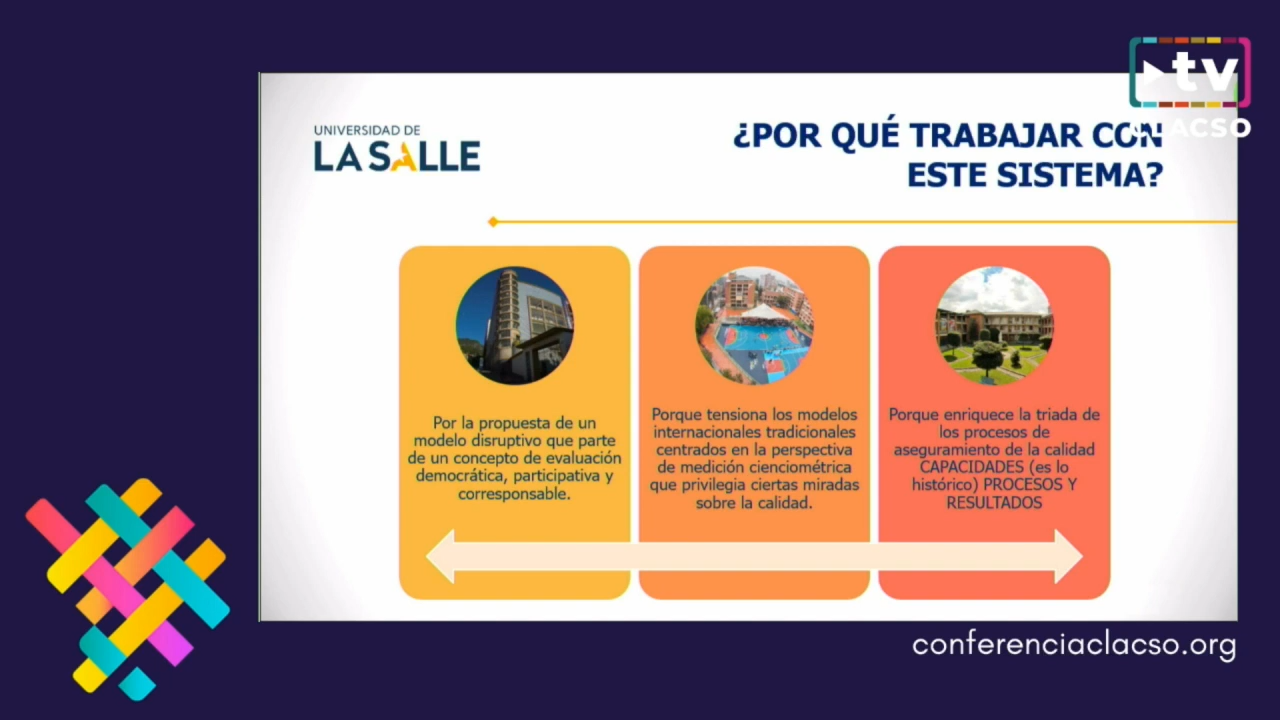 tv
CLACSO
UNIVERSIDAD DE
LA SALLE
¿POR QUÉ TRABAJAR CON
ESTE SISTEMA?
Por la propuesta de un
modelo disruptivo que parte
de un concepto de evaluación
democrática, participativa y
corresponsable.
Porque tensiona los modelos
internacionales tradicionales
centrados en la perspectiva
de medición cienciométrica
que privilegia ciertas miradas
sobre la calidad.
Porque enriquece la triada de
los procesos de
aseguramiento de la calidad
CAPACIDADES (es lo
histórico) PROCESOS Y
RESULTADOS
conferenciaclacso.org